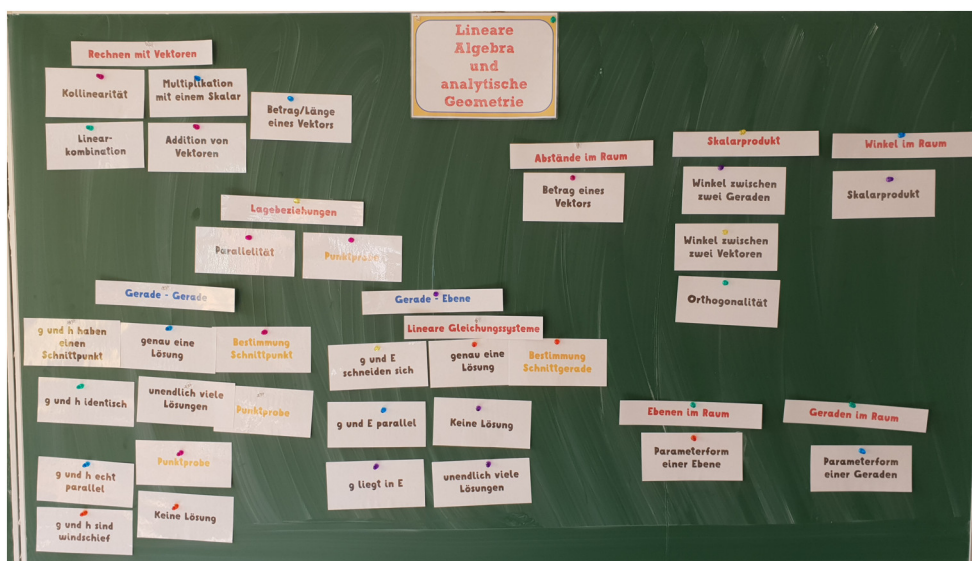 Lineare
Algebra
und
analytische
Geometrie
Rechnen mit Vektoren
Kollinearität
Multiplikation
mit einem Skalar
Betrag/Länge
eines Vektors
Linear-
kombination
Addition von
Vektoren
Lagebeziehungen
Parallelität
Punktprobe
Gerade - Gerade
g und h haben
einen
Schnittpunkt
genau eine
Lösung
Bestimmung
Schnittpunkt
g und h identisch
unendlich viele
Lösungen
Punktprobe
g und h echt
parallel
Punktprobe
g und h sind
windschief
Keine Lösung
Gerade - Ebene
Lineare Gleichungssysteme
g und E
schneiden sich
genau eine
Lösung
Bestimmung
Schnittgerade
g und E parallel
Keine Lösung
g liegt in E
unendlich viele
Lösungen
Abstände im Raum
Betrag eines
Vektors
Skalarprodukt
Winkel zwischen
zwei Geraden
Winkel zwischen
zwei Vektoren
Orthogonalität
Winkel im Raum
Skalarprodukt
Ebenen im Raum
Parameterform
einer Ebene
Geraden im Raum
Parameterform
einer Geraden